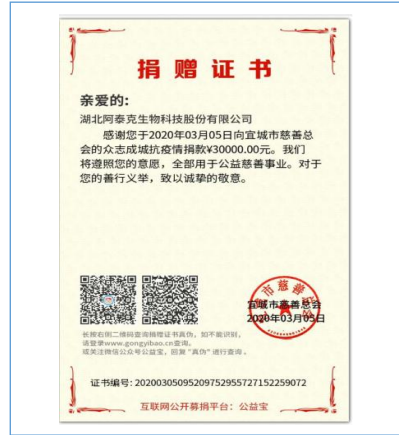 捐赠证书
亲爱的:
湖北阿泰克生物科技股份有限公司
感谢您于2020年03月05日向宜城市慈善总
会的众志成城抗疫情捐款¥30000.00元。我们
将遵照您的意愿，全部用于公益慈善事业。对于
您的善行义举，致以诚挚的敬意。
宜城市慈善总会
2020年03月05日
长按右侧二维码查询捐赠证书真伪，如不能识别，
请登录www.gongyibao.cn查询。
或关注微信公众号公益宝，回复“真伪”进行查询。
证书编号: 20200305095209752955727152259072
互联网公开募捐平台：公益宝